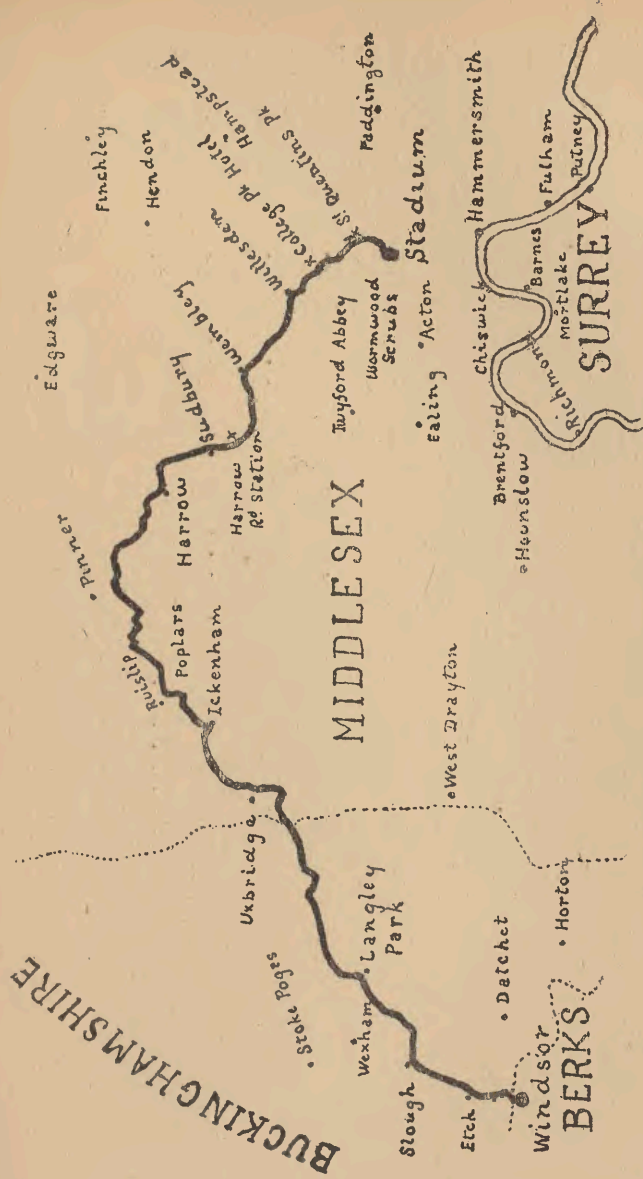 BUCKINGHAMSHIRE
Stoke Poges
Wexham
Slough
Etch
Windsor
BERKS
Datchet
Horton
Langley
Park
Uxbridge
West Drayton
Ickenham
Ruislip
Poplars
Pinner
Harrow
Harrow
Rd. Station
Sudbury
Wembley
Edgware
MIDDLESEX
Finchley
Hendon
Willesden
College Pk Hotel
Hampstead
St Quentins Pk
Paddington
Stadium
Twyford Abbey
Wormwood
Scrubs
Acton
Ealing
Hounslow
Brentford
Chiswick
Hammersmith
Richmond
Mortlake
Barnes
Fulham
Putney
SURREY